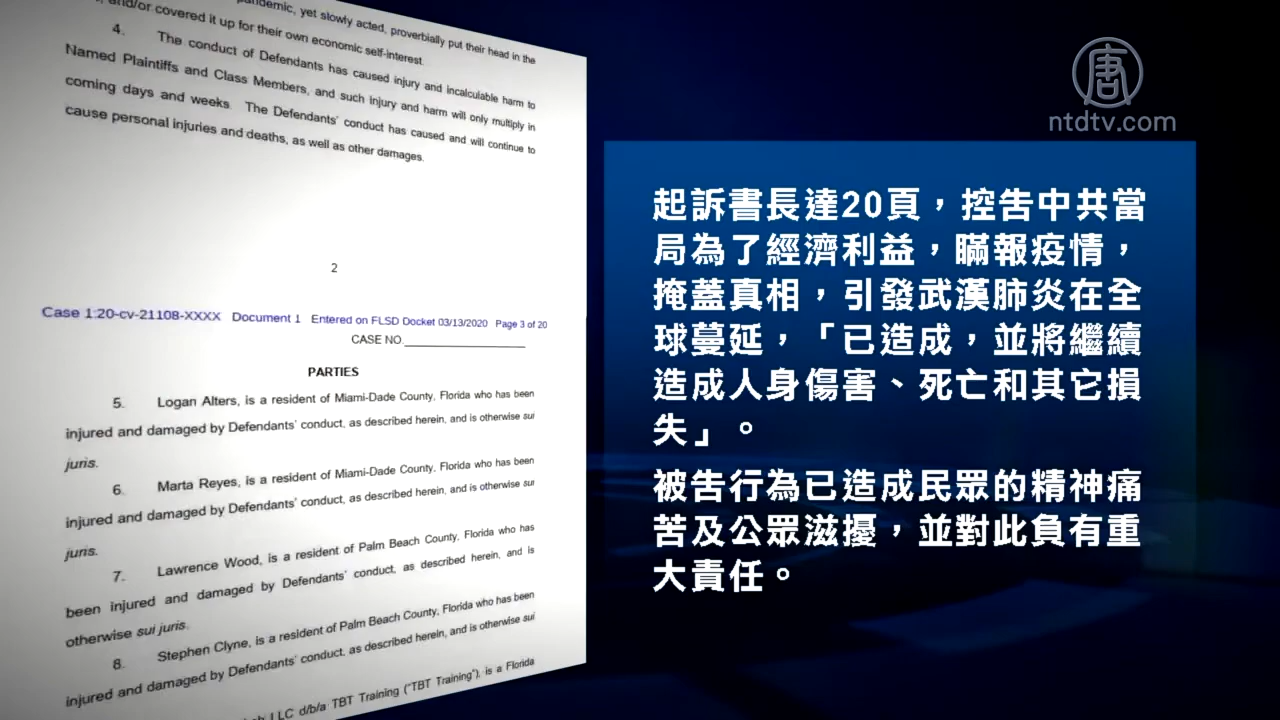 pandemic, yet slowly acted, proverbially put their head in the
and/or covered it up for their own economic self-interest.
4. The conduct of Defendants has caused injury and incalculable harm to
Named Plaintiffs and Class Members, and such injury and harm will only multiply in
coming days and weeks. The Defendants' conduct has caused and will continue to
cause personal injuries and deaths, as well as other damages.
2
Case 1:20-cv-21108-XXXX Document 1 Entered on FLSD Docket 03/13/2020 Page 3 of 20
CASE NO.
PARTIES
5. Logan Alters, is a resident of Miami-Dade County, Florida who has been
injured and damaged by Defendants' conduct, as described herein, and is otherwise sui
juris.
6. Marta Reyes, is a resident of Miami-Dade County, Florida who has been
injured and damaged by Defendants' conduct, as described herein, and is otherwise sui
juris.
7. Lawrence Wood, is a resident of Palm Beach County, Florida who has
been injured and damaged by Defendants' conduct, as described herein, and is
otherwise sui juris.
8. Stephen Clyne, is a resident of Palm Beach County, Florida who has been
injured and damaged by Defendants' conduct, as described herein, and is otherwise sui
LLC d/b/a TBT Training ("TBT Training"), is a Florida
唐
ntdtv.com
起訴書長達20頁，控告中共當
局為了經濟利益，瞞報疫情，
掩蓋真相，引發武漢肺炎在全
球蔓延，「已造成，並將繼續
造成人身傷害、死亡和其它損
失」。
被告行為已造成民眾的精神痛
苦及公眾滋擾，並對此負有重
大責任。